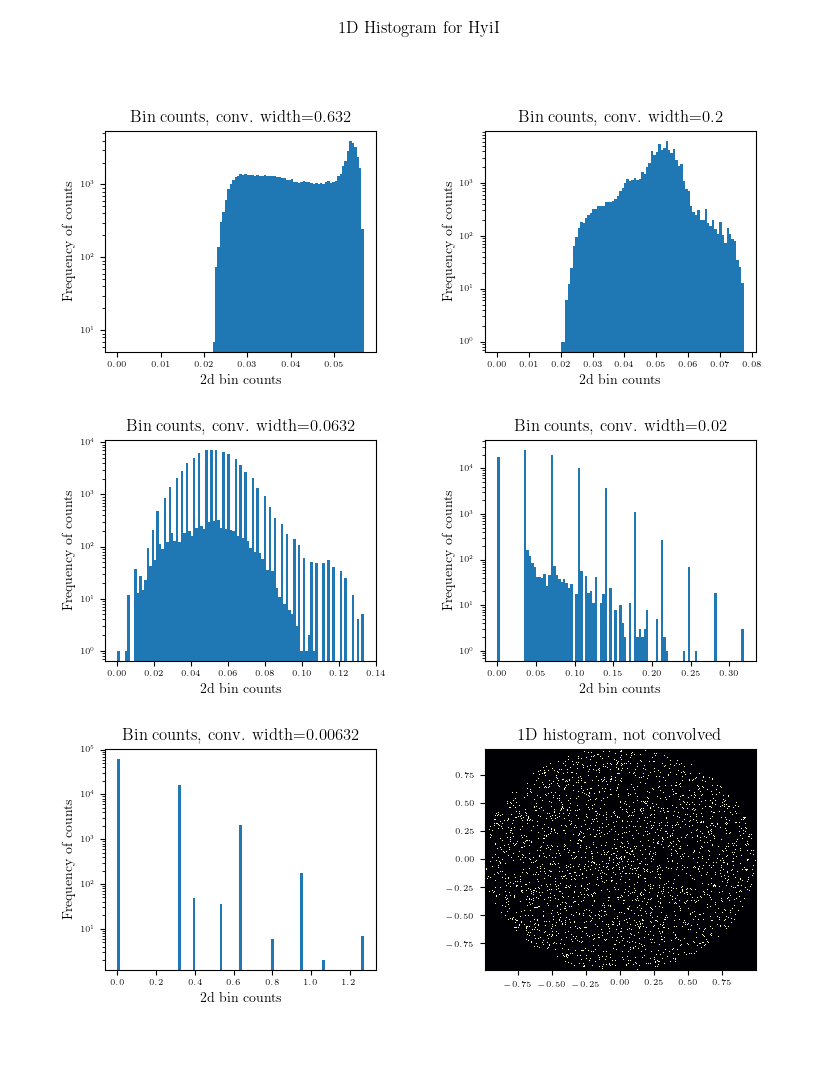 1D Histogram for HyiI
Bin counts, conv. width=0.632
Frequency of counts
10³
10²
10¹
0.00 0.01 0.02 0.03 0.04 0.05
2d bin counts
Bin counts, conv. width=0.2
Frequency of counts
10³
10²
10¹
10⁰
0.00 0.01 0.02 0.03 0.04 0.05 0.06 0.07 0.08
2d bin counts
Bin counts, conv. width=0.0632
Frequency of counts
10⁴
10³
10²
10¹
10⁰
0.00 0.02 0.04 0.06 0.08 0.10 0.12 0.14
2d bin counts
Bin counts, conv. width=0.02
Frequency of counts
10⁴
10³
10²
10¹
10⁰
0.00 0.05 0.10 0.15 0.20 0.25 0.30
2d bin counts
Bin counts, conv. width=0.00632
Frequency of counts
10⁵
10⁴
10³
10²
10¹
0.0 0.2 0.4 0.6 0.8 1.0 1.2
2d bin counts
1D histogram, not convolved
0.75
0.50
0.25
0.00
−0.25
−0.50
−0.75
−0.75 −0.50 −0.25 0.00 0.25 0.50 0.75